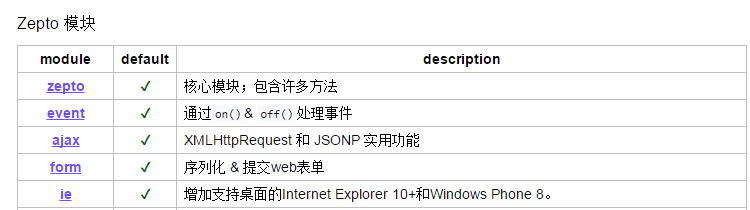 Zepto 模块
module default description
zepto ✓ 核心模块；包含许多方法
event ✓ 通过on()& off()处理事件
ajax ✓ XMLHttpRequest 和 JSONP 实用功能
form ✓ 序列化 & 提交web表单
ie ✓ 增加支持桌面的Internet Explorer 10+和Windows Phone 8。